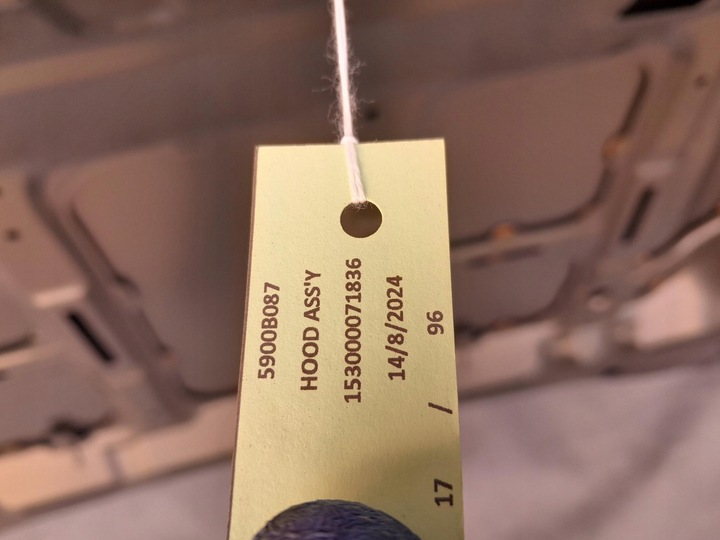 5900B087
HOOD ASS'Y
153000071836
14/8/2024
17 / 96